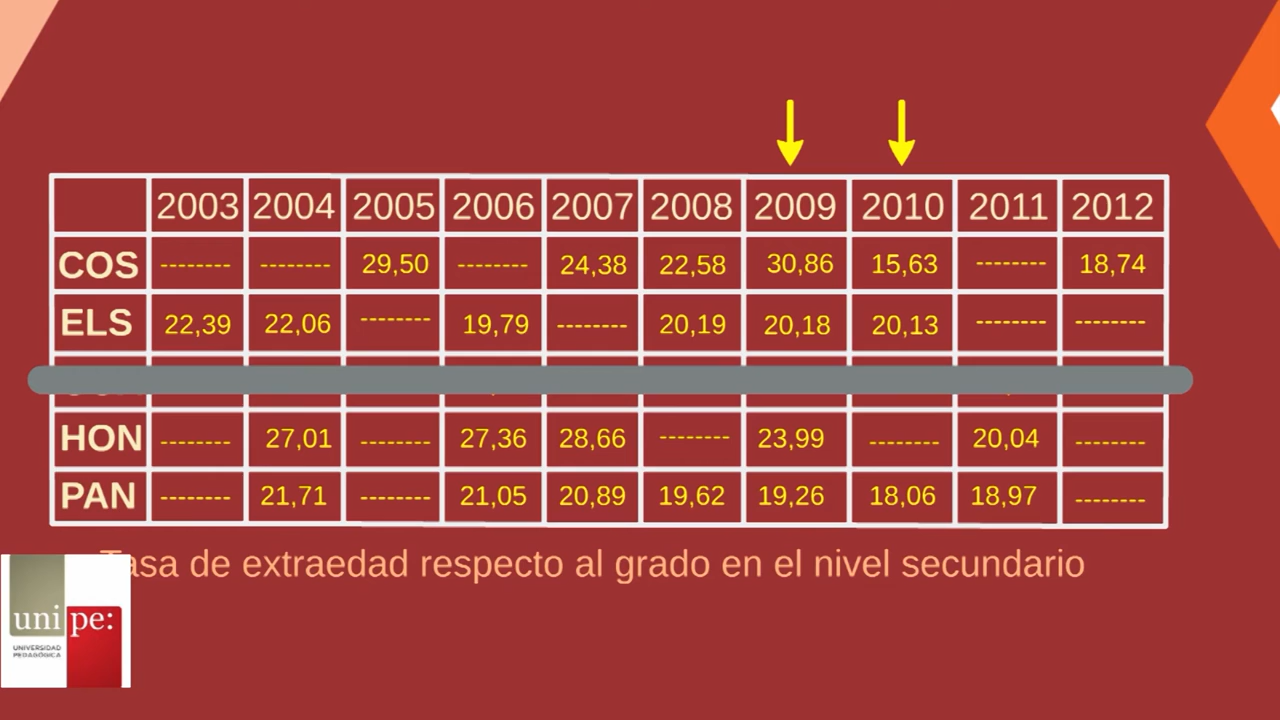 2003 2004 2005 2006 2007 2008 2009 2010 2011 2012
COS -------- -------- 29,50 -------- 24,38 22,58 30,86 15,63 -------- 18,74
ELS 22,39 22,06 -------- 19,79 -------- 20,19 20,18 20,13 -------- --------
HON -------- 27,01 -------- 27,36 28,66 -------- 23,99 -------- 20,04 --------
PAN -------- 21,71 -------- 21,05 20,89 19,62 19,26 18,06 18,97 --------
Tasa de extraedad respecto al grado en el nivel secundario
uni pe:
UNIVERSIDAD
PEDAGÓGICA